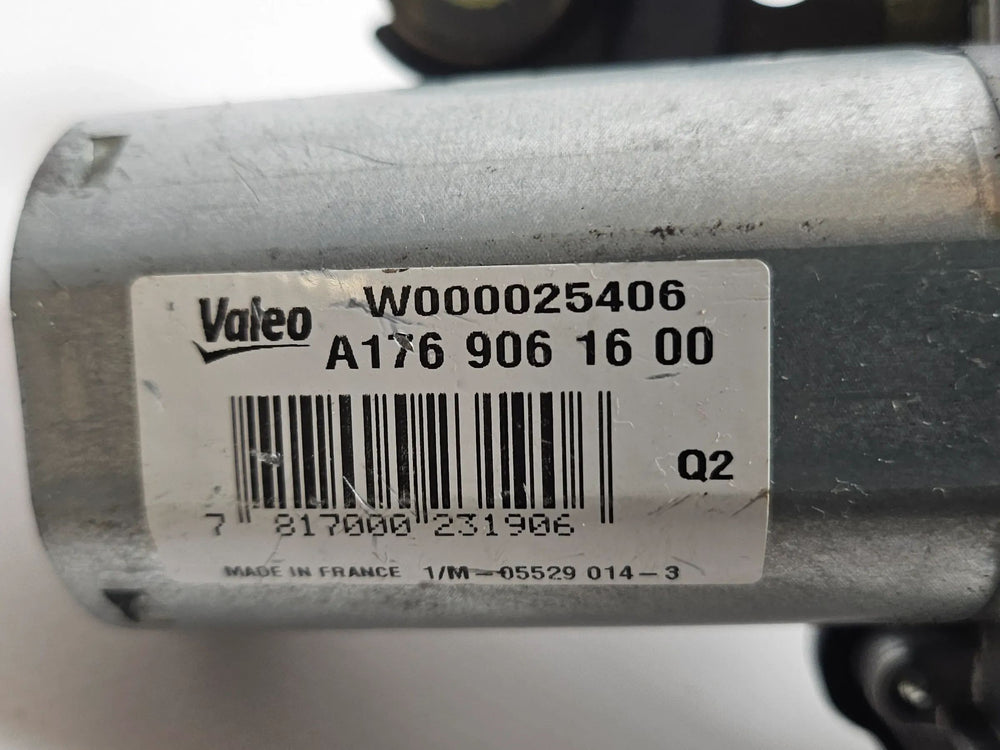 Valeo
W000025406
A176 906 16 00
Q2
7 817000 231906
MADE IN FRANCE 1/M-05529 014-3